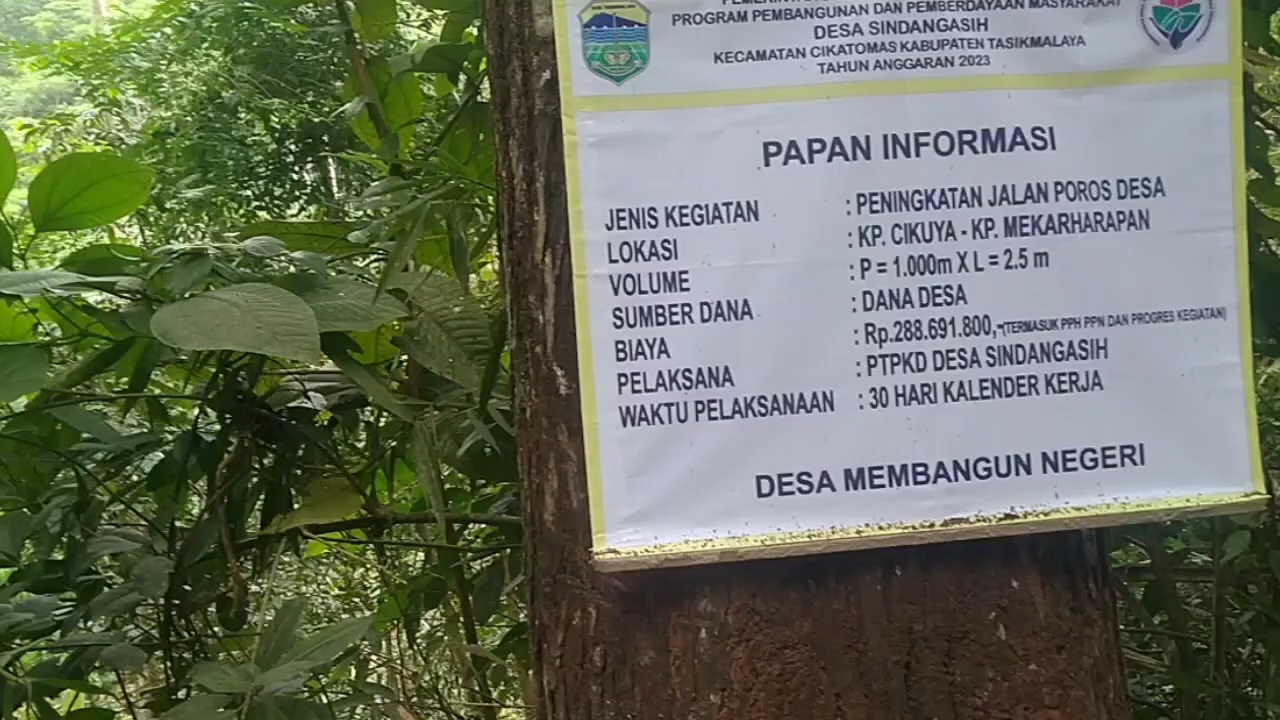 PROGRAM PEMBANGUNAN DAN PEMBERDAYAAN MASYARAKAT
DESA SINDANGASIH
KECAMATAN CIKATOMAS KABUPATEN TASIKMALAYA
TAHUN ANGGARAN 2023
PAPAN INFORMASI
JENIS KEGIATAN : PENINGKATAN JALAN POROS DESA
LOKASI : KP. CIKUYA - KP. MEKARHARAPAN
VOLUME : P = 1.000m X L = 2.5 m
SUMBER DANA : DANA DESA
BIAYA : Rp.288.691.800,-(TERMASUK PPH PPN DAN PROGRES KEGIATAN)
PELAKSANA : PTPKD DESA SINDANGASIH
WAKTU PELAKSANAAN : 30 HARI KALENDER KERJA
DESA MEMBANGUN NEGERI